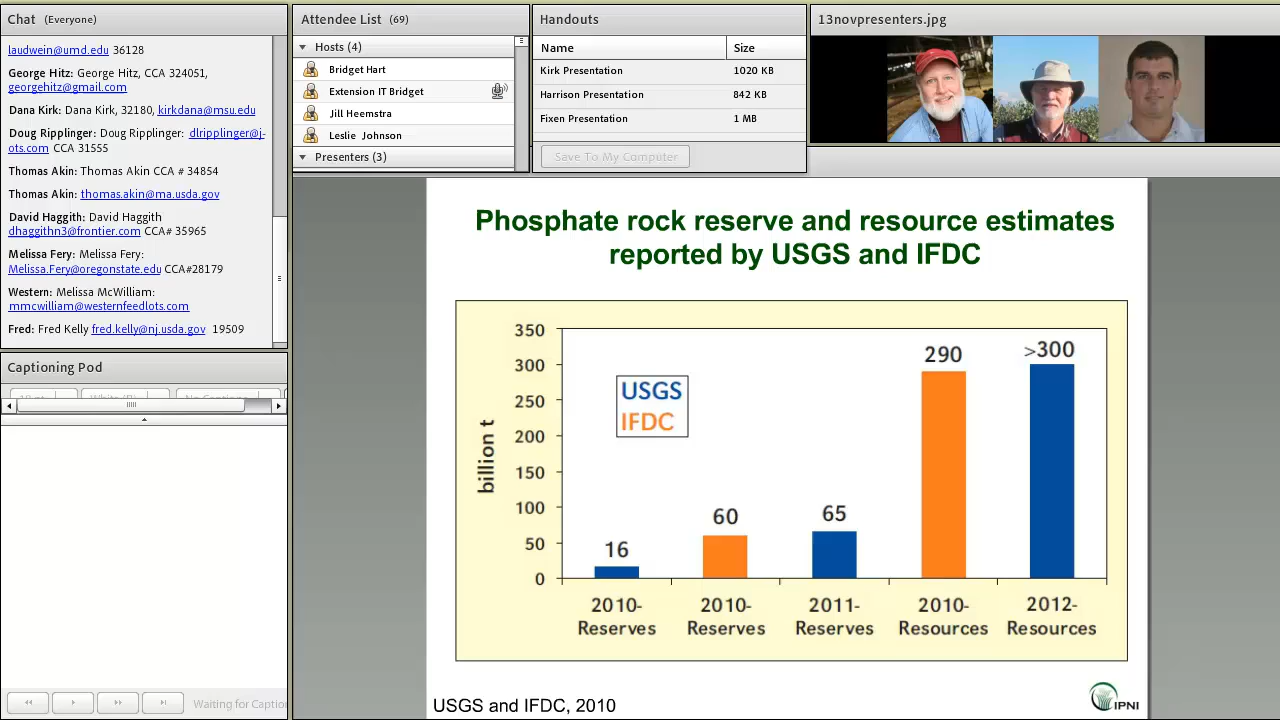 Chat (Everyone)
laudwein@umd.edu 36128
George Hitz: George Hitz, CCA 32151,
georgehitz@gmail.com
Dana Kirk: Dana Kirk, 32180, kirkdana@msu.edu
Doug Ripplinger: Doug Ripplinger: dlripplinger@j-
ots.com CCA 31555
Thomas Akin: Thomas Akin CCA # 34854
Thomas Akin: thomas.akin@ma.usda.gov
David Haggith: David Haggith
dhaggithn3@frontier.com CCA# 35965
Melissa Fery: Melissa Fery:
Melissa.Fery@oregonstate.edu CCA#28179
Western: Melissa McWilliam:
mmcwilliam@westernfeedlots.com
Fred: Fred Kelly fred.kelly@nj.usda.gov 19509
Captioning Pod
Waiting for Captio
Attendee List (69)
Hosts (4)
Bridget Hart
Extension IT Bridget
Jill Heemstra
Leslie Johnson
Presenters (3)
Handouts
Name Size
Kirk Presentation 1020 KB
Harrison Presentation 842 KB
Fixen Presentation 1 MB
Save To My Computer
13novpresenters.jpg
Phosphate rock reserve and resource estimates
reported by USGS and IFDC
350
300
250
200
150
100
50
0
billion t
USGS
IFDC
16
60
65
290
>300
2010-
Reserves
2010-
Reserves
2011-
Reserves
2010-
Resources
2012-
Resources
USGS and IFDC, 2010
IPNI